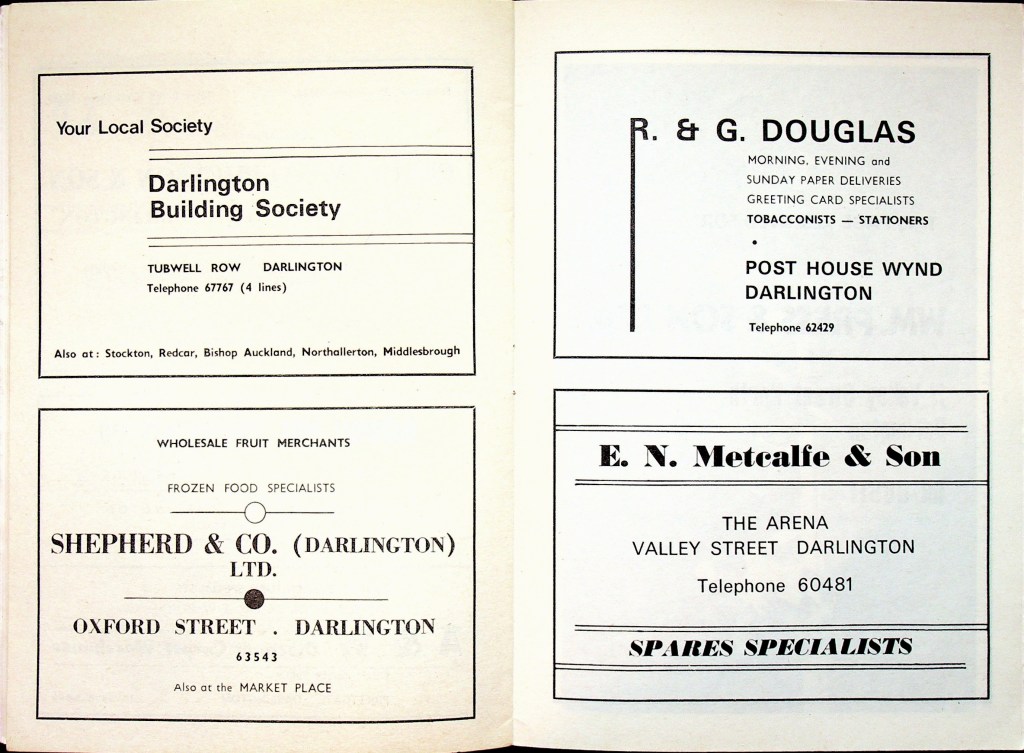 Your Local Society
Darlington
Building Society
TUBWELL ROW DARLINGTON
Telephone 67767 (4 lines)
Also at : Stockton, Redcar, Bishop Auckland, Northallerton, Middlesbrough
WHOLESALE FRUIT MERCHANTS
FROZEN FOOD SPECIALISTS
SHEPHERD & CO. (DARLINGTON)
LTD.
OXFORD STREET . DARLINGTON
63543
Also at the MARKET PLACE
R. & G. DOUGLAS
MORNING, EVENING and
SUNDAY PAPER DELIVERIES
GREETING CARD SPECIALISTS
TOBACCONISTS — STATIONERS
•
POST HOUSE WYND
DARLINGTON
Telephone 62429
E. N. Metcalfe & Son
THE ARENA
VALLEY STREET DARLINGTON
Telephone 60481
SPARES SPECIALISTS